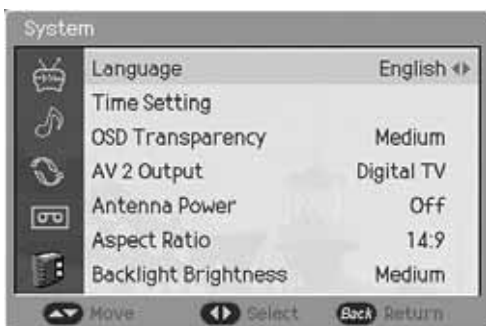 System
Language English
Time Setting
OSD Transparency Medium
AV 2 Output Digital TV
Antenna Power Off
Aspect Ratio 14:9
Backlight Brightness Medium
Move Select Back Return